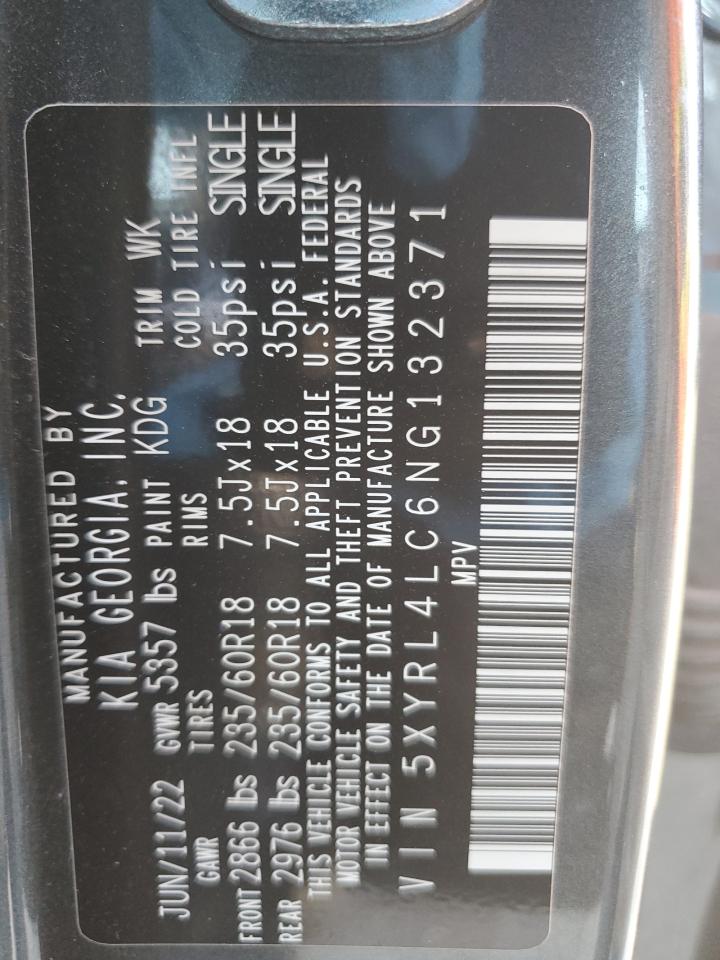 MANUFACTURED BY
KIA GEORGIA, INC.
JUN/11/22 GVWR 5357 lbs PAINT KDG TRIM WK
GAWR TIRES RIMS COLD TIRE INFL
FRONT 2866 lbs 235/60R18 7.5Jx18 35psi SINGLE
REAR 2976 lbs 235/60R18 7.5Jx18 35psi SINGLE
THIS VEHICLE CONFORMS TO ALL APPLICABLE U.S.A. FEDERAL
MOTOR VEHICLE SAFETY AND THEFT PREVENTION STANDARDS
IN EFFECT ON THE DATE OF MANUFACTURE SHOWN ABOVE
VIN 5XYRL4LC6NG132371
MPV